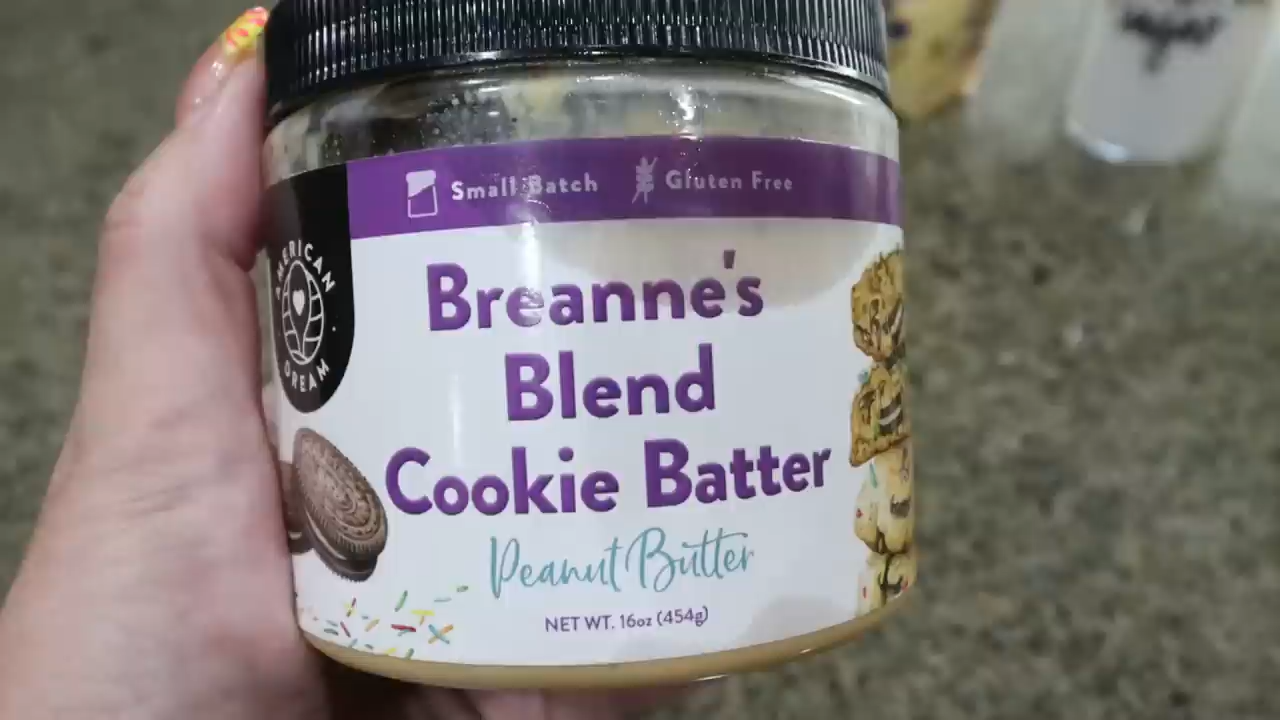 Small Batch
Gluten Free
AMERICAN
DREAM
Breanne's
Blend
Cookie Batter
Peanut Butter
NET WT. 16oz (454g)